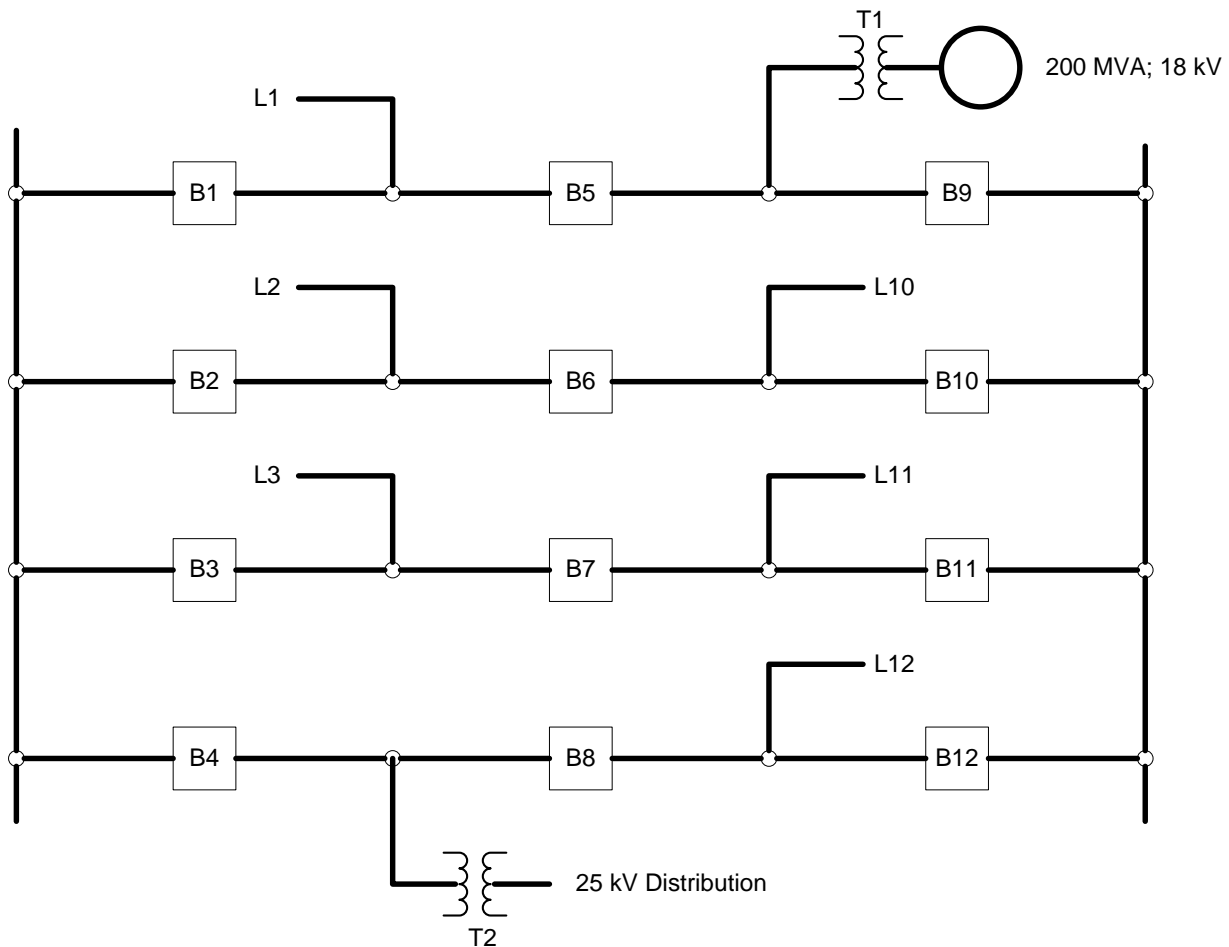 T1
200 MVA; 18 kV
L1
B1
B5
B9
L2
L10
B2
B6
B10
L3
L11
B3
B7
B11
L12
B4
B8
B12
25 kV Distribution
T2